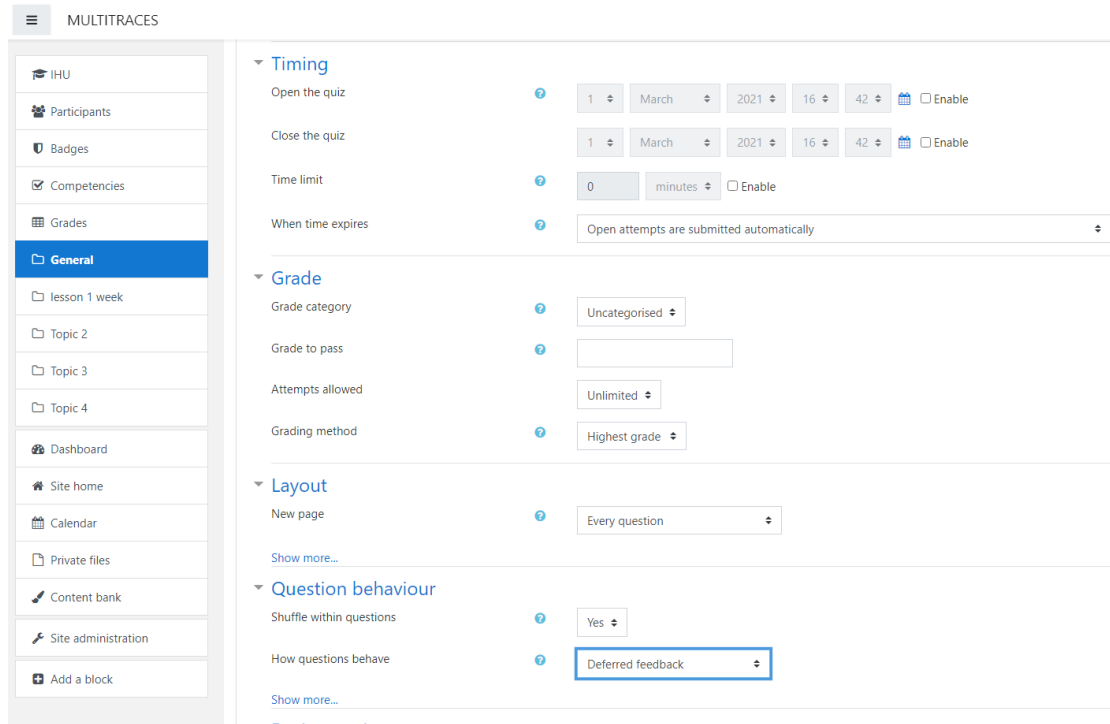 MULTITRACES
IHU
Participants
Badges
Competencies
Grades
General
lesson 1 week
Topic 2
Topic 3
Topic 4
Dashboard
Site home
Calendar
Private files
Content bank
Site administration
Add a block
Timing
Open the quiz 1 March 2021 16 42 Enable
Close the quiz 1 March 2021 16 42 Enable
Time limit 0 minutes Enable
When time expires Open attempts are submitted automatically
Grade
Grade category Uncategorised
Grade to pass
Attempts allowed Unlimited
Grading method Highest grade
Layout
New page Every question
Show more...
Question behaviour
Shuffle within questions Yes
How questions behave Deferred feedback
Show more...